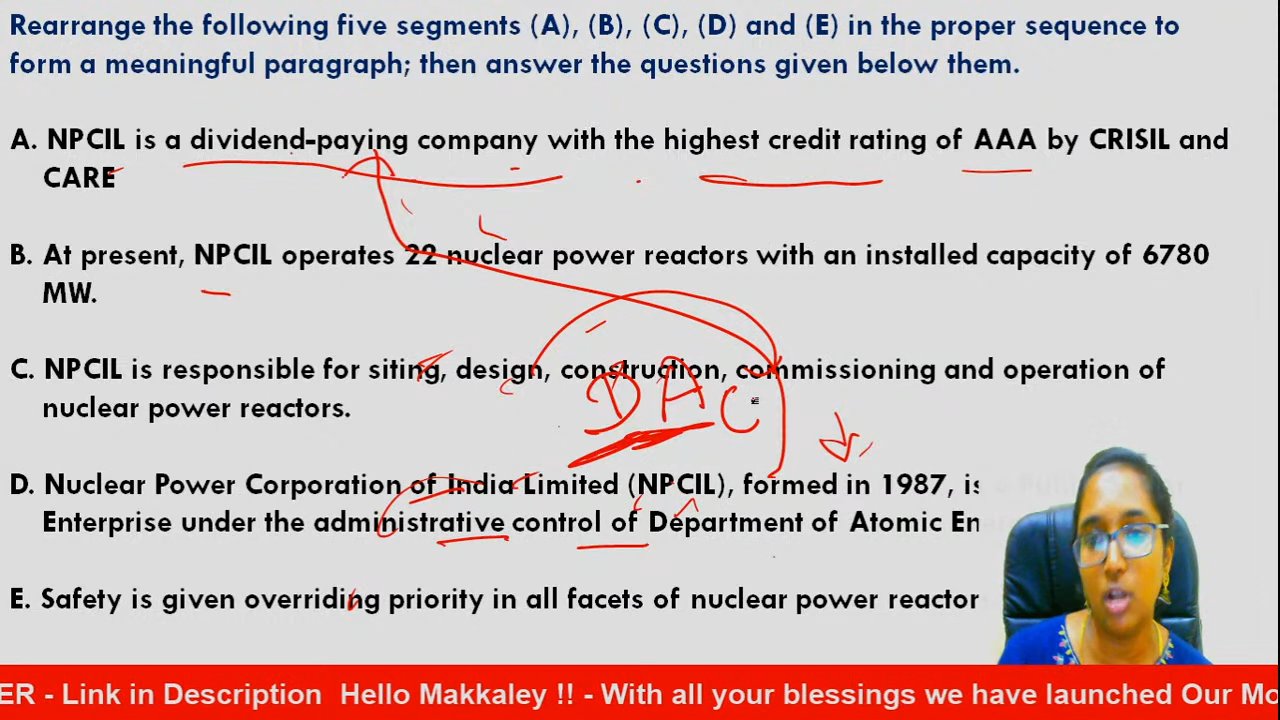 Rearrange the following five segments (A), (B), (C), (D) and (E) in the proper sequence to
form a meaningful paragraph; then answer the questions given below them.
A. NPCIL is a dividend-paying company with the highest credit rating of AAA by CRISIL and
CARE
B. At present, NPCIL operates 22 nuclear power reactors with an installed capacity of 6780
MW.
C. NPCIL is responsible for siting, design, construction, commissioning and operation of
nuclear power reactors.
DAC
D. Nuclear Power Corporation of India Limited (NPCIL), formed in 1987, is
Enterprise under the administrative control of Department of Atomic En
E. Safety is given overriding priority in all facets of nuclear power reactor
ER - Link in Description Hello Makkaley !! - With all your blessings we have launched Our Mo